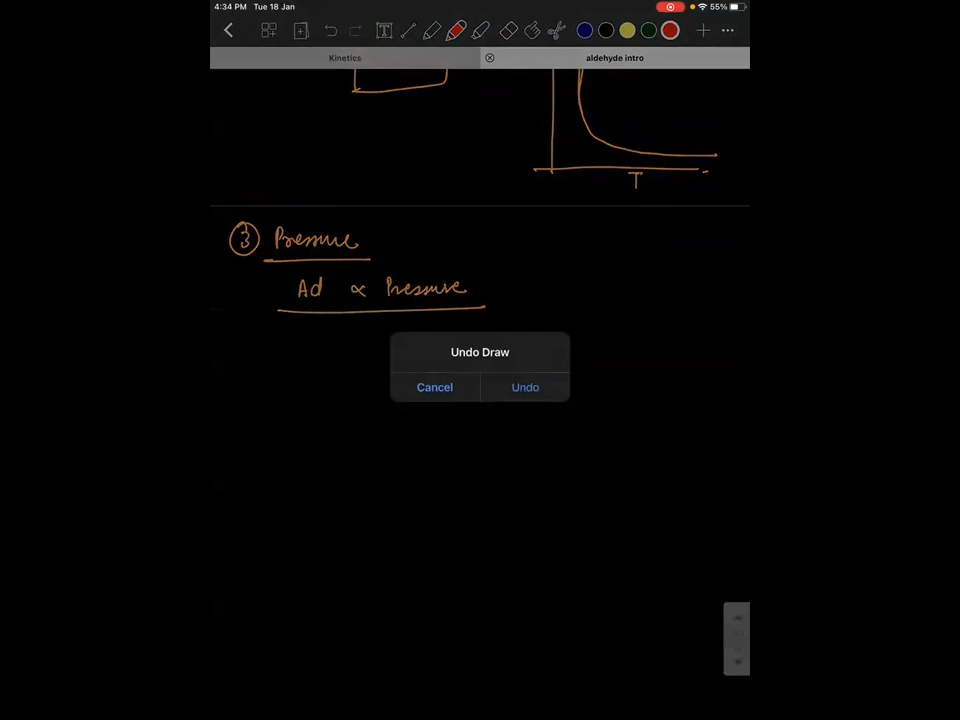 4:34 PM Tue 18 Jan
55%
Kinetics
aldehyde intro
T
③ Pressure
Ad ∝ Pressure
Undo Draw
Cancel
Undo